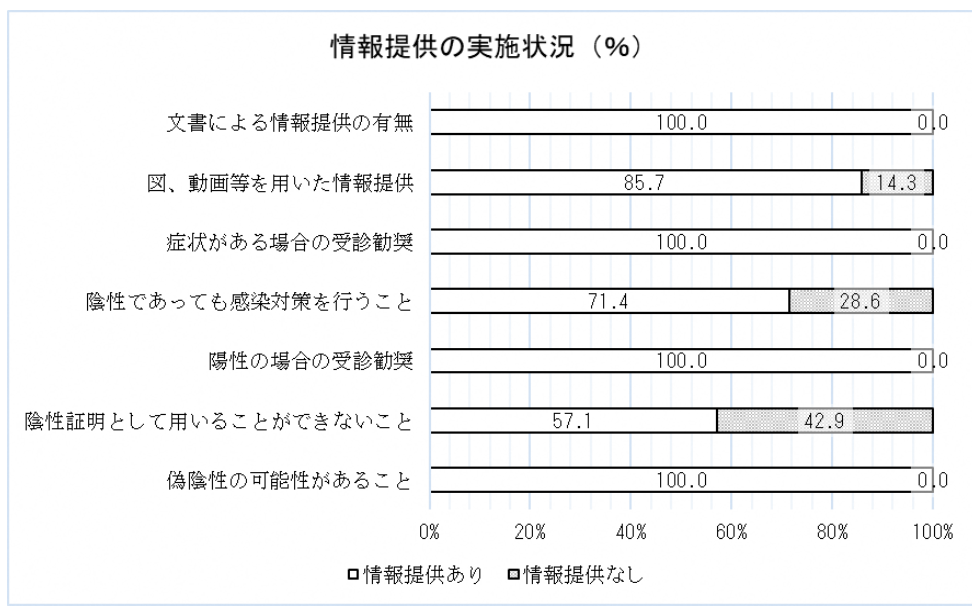 情報提供の実施状況（%）
文書による情報提供の有無 100.0 0.0
図、動画等を用いた情報提供 85.7 14.3
症状がある場合の受診勧奨 100.0 0.0
陰性であっても感染対策を行うこと 71.4 28.6
陽性の場合の受診勧奨 100.0 0.0
陰性証明として用いることができないこと 57.1 42.9
偽陰性の可能性があること 100.0 0.0
0% 20% 40% 60% 80% 100%
情報提供あり 情報提供なし